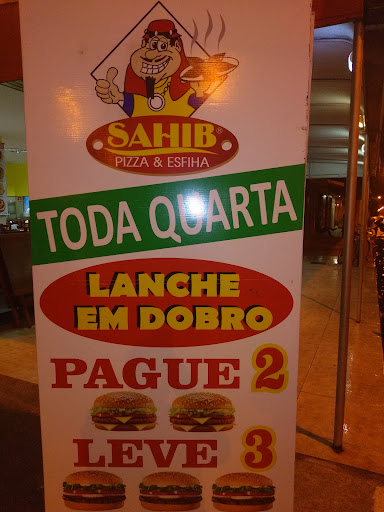 SAHIB®
PIZZA & ESFIHA
TODA QUARTA
LANCHE
EM DOBRO
PAGUE 2
LEVE 3